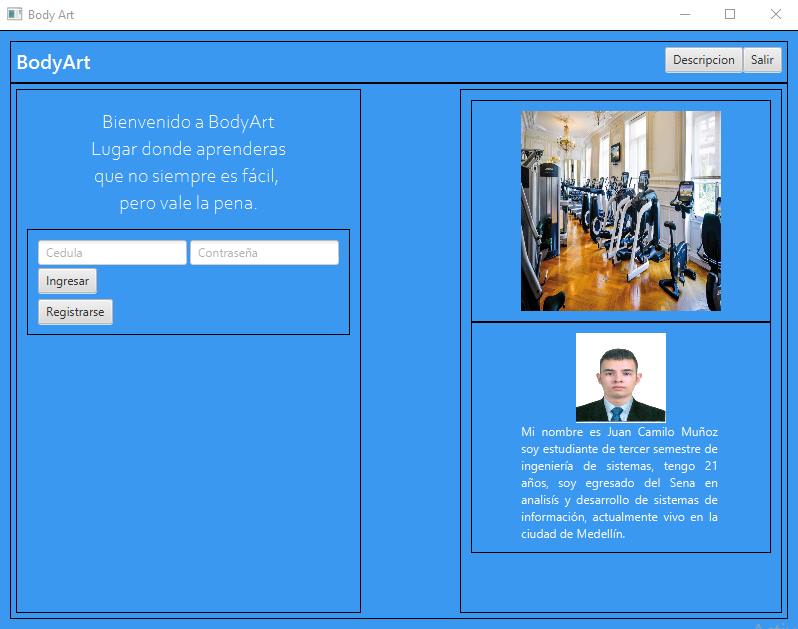 Body Art
BodyArt
Descripcion
Salir
Bienvenido a BodyArt
Lugar donde aprenderas
que no siempre es fácil,
pero vale la pena.
Cedula
Contraseña
Ingresar
Registrarse
Mi nombre es Juan Camilo Muñoz
soy estudiante de tercer semestre de
ingeniería de sistemas, tengo 21
años, soy egresado del Sena en
analisís y desarrollo de sistemas de
información, actualmente vivo en la
ciudad de Medellín.